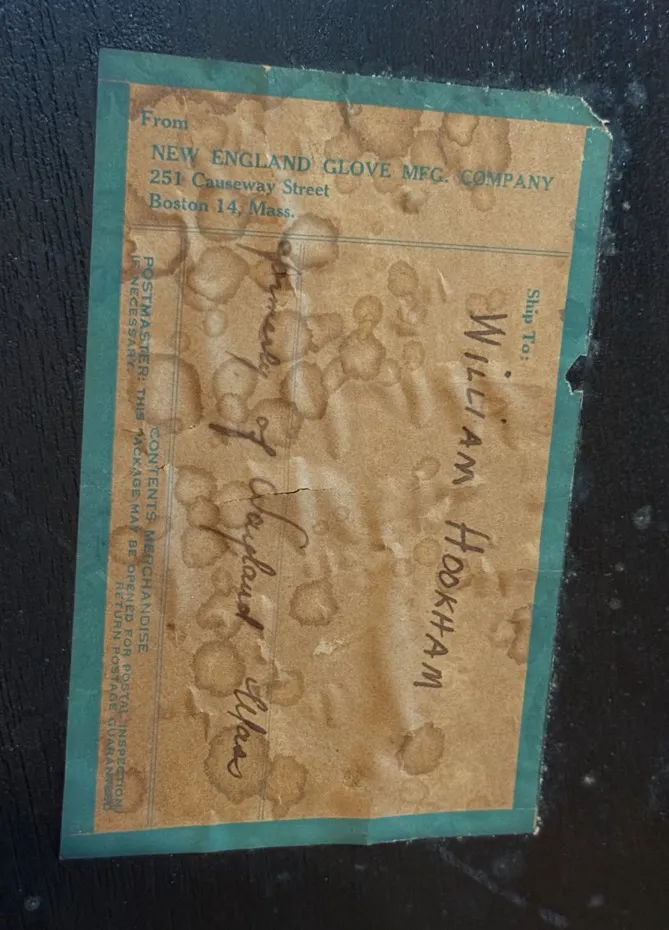 From
NEW ENGLAND GLOVE MFG. COMPANY
251 Causeway Street
Boston 14, Mass.
Ship To:
WILLIAM HOOKHAM
formerly of Wayland Mass
CONTENTS MERCHANDISE
POSTMASTER: THIS PACKAGE MAY BE OPENED FOR POSTAL INSPECTION
IF NECESSARY. RETURN POSTAGE GUARANTEED